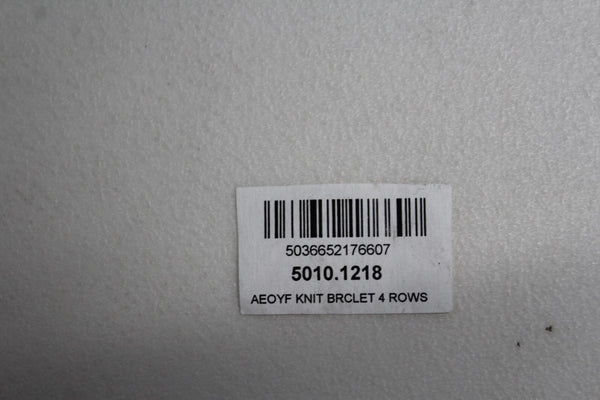 5036652176607
5010.1218
AEOYF KNIT BRCLET 4 ROWS